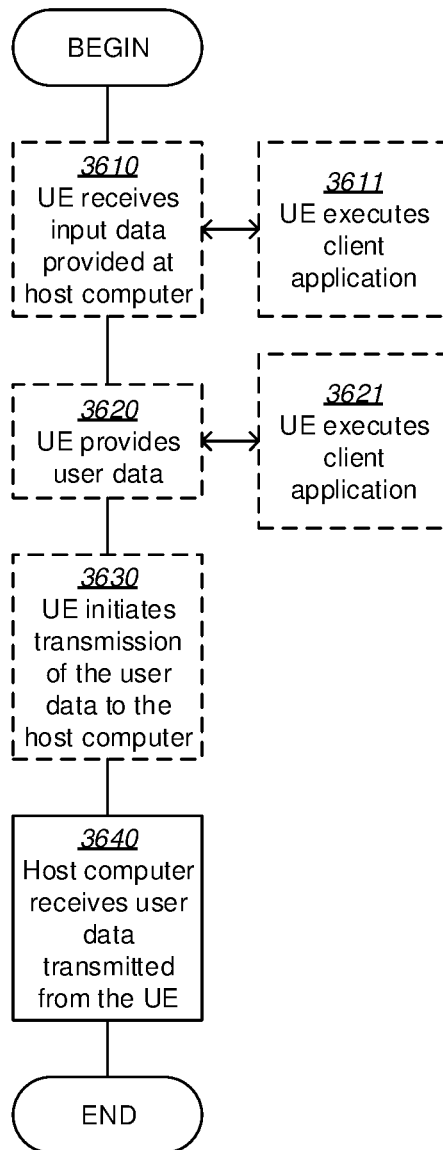 BEGIN
3610
UE receives
input data
provided at
host computer
3611
UE executes
client
application
3620
UE provides
user data
3621
UE executes
client
application
3630
UE initiates
transmission
of the user
data to the
host computer
3640
Host computer
receives user
data
transmitted
from the UE
END